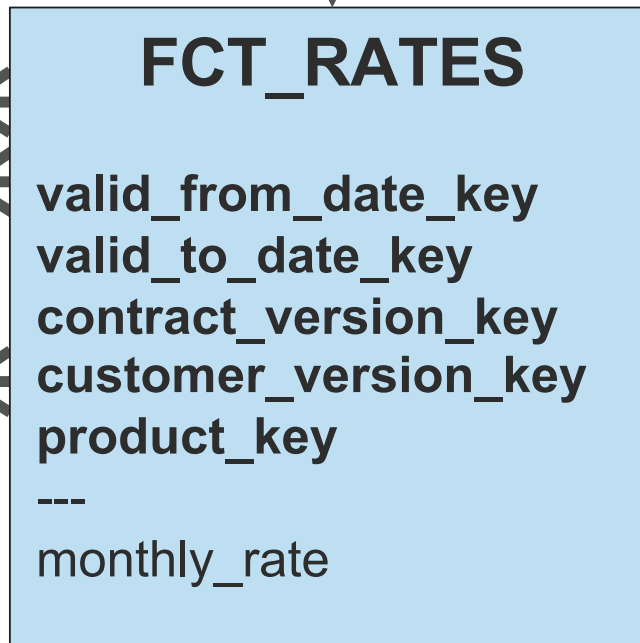 FCT_RATES
valid_from_date_key
valid_to_date_key
contract_version_key
customer_version_key
product_key
---
monthly_rate